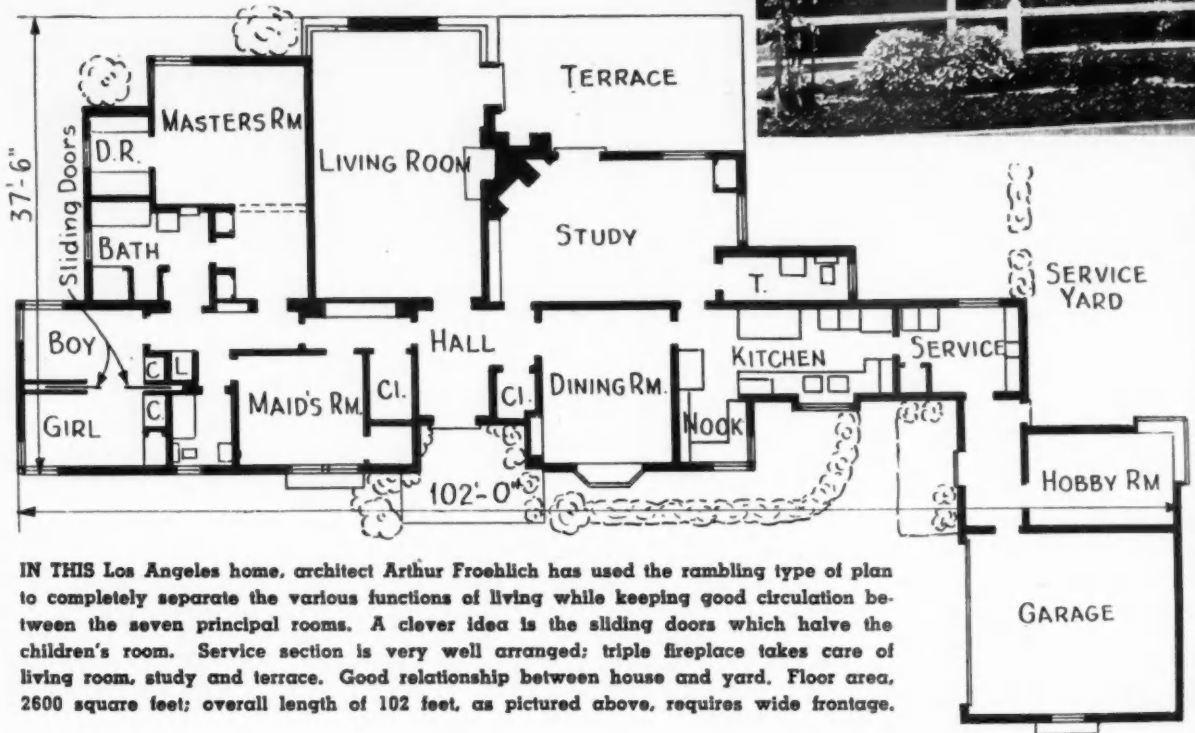 TERRACE
MASTERS RM
D.R.
LIVING ROOM
37'-6"
Sliding Doors
STUDY
BATH
T.
SERVICE
YARD
BOY
C
L
HALL
KITCHEN
SERVICE
Cl.
Cl.
DINING RM.
MAID'S RM.
C.
GIRL
NOOK
HOBBY RM
102'-0"
GARAGE
IN THIS Los Angeles home, architect Arthur Froehlich has used the rambling type of plan
to completely separate the various functions of living while keeping good circulation be-
tween the seven principal rooms. A clever idea is the sliding doors which halve the
children's room. Service section is very well arranged; triple fireplace takes care of
living room, study and terrace. Good relationship between house and yard. Floor area,
2600 square feet; overall length of 102 feet, as pictured above, requires wide frontage.